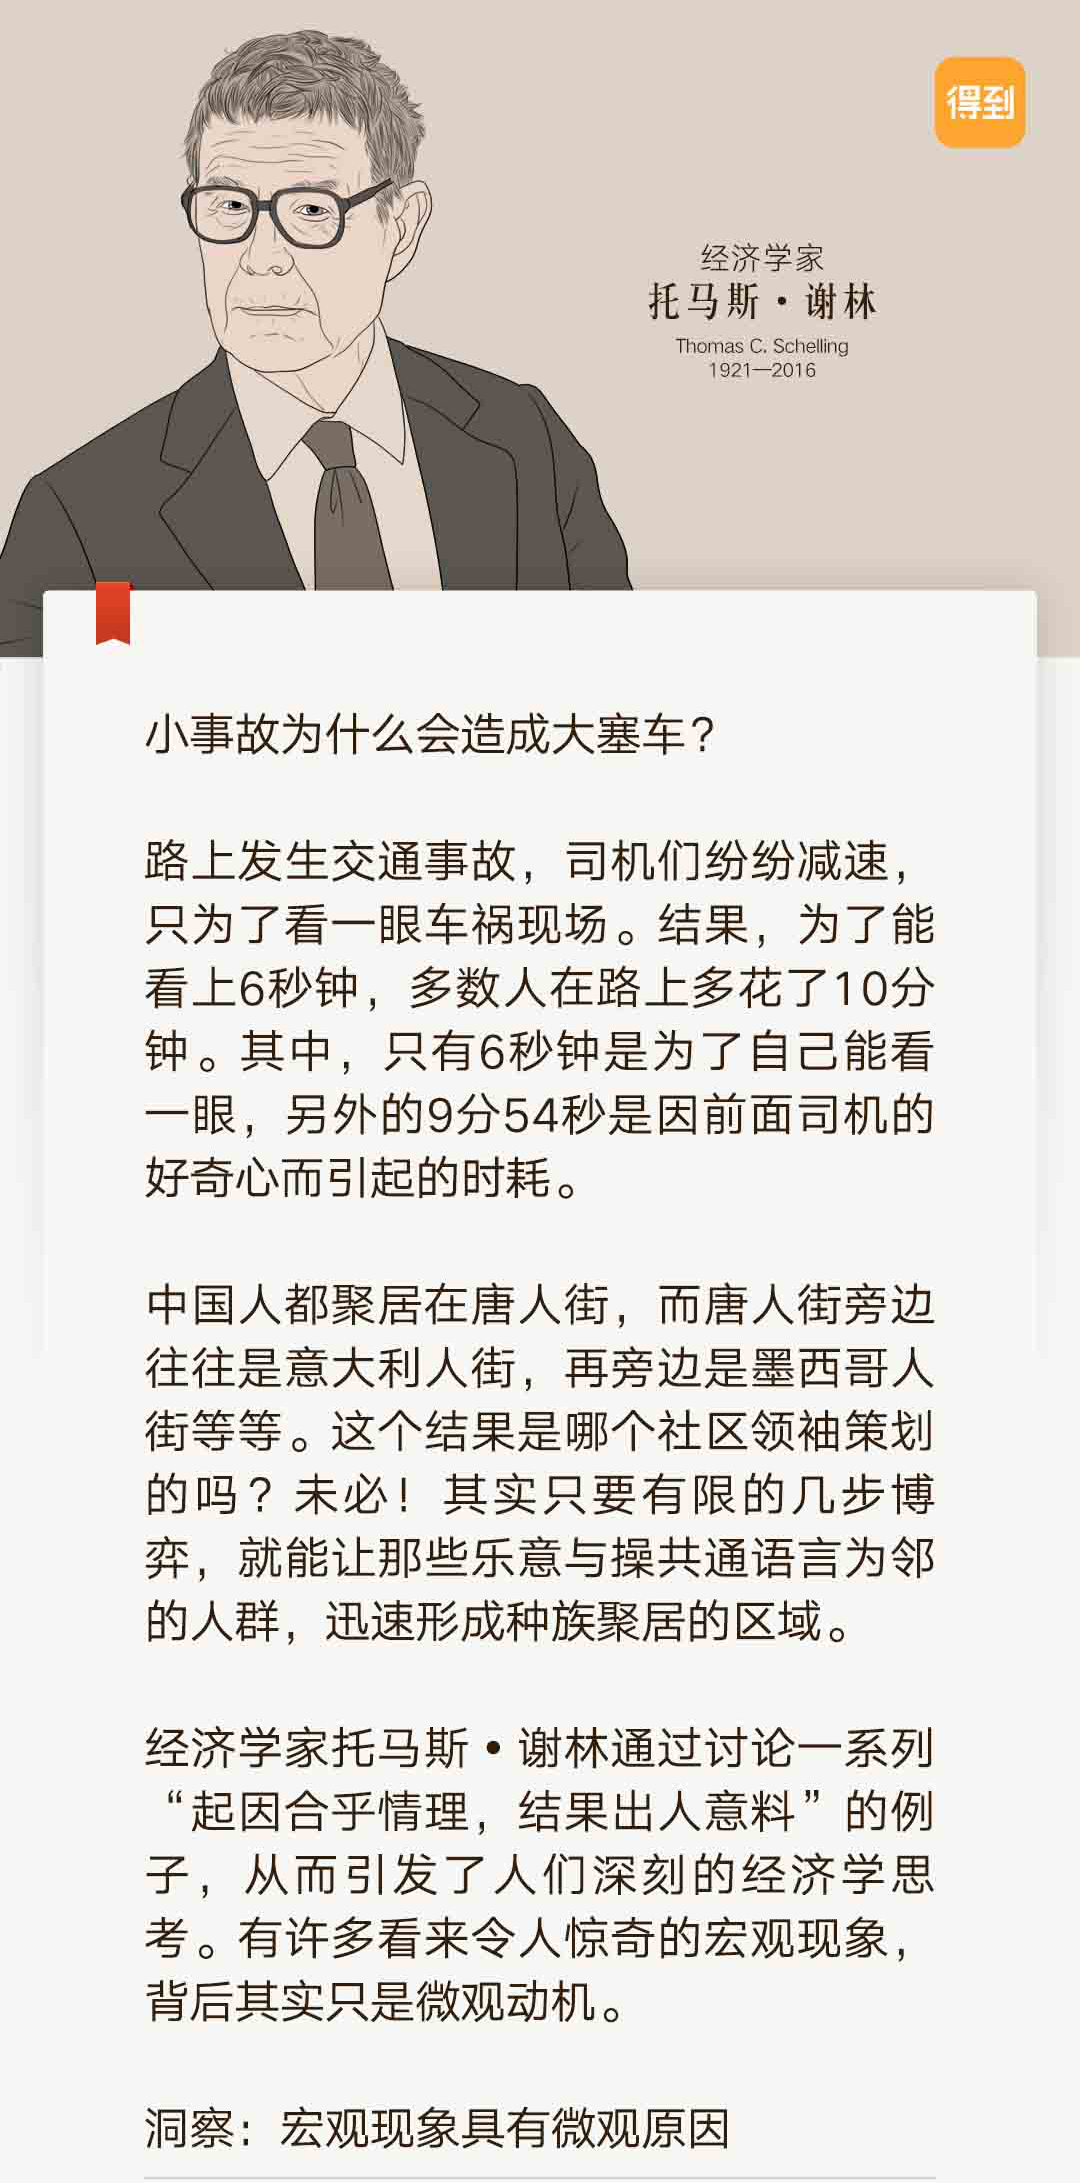 得到
经济学家
托马斯·谢林
Thomas C. Schelling
1921—2016
小事故为什么会造成大塞车？
路上发生交通事故，司机们纷纷减速，
只为了看一眼车祸现场。结果，为了能
看上6秒钟，多数人在路上多花了10分
钟。其中，只有6秒钟是为了自己能看
一眼，另外的9分54秒是因前面司机的
好奇心而引起的时耗。
中国人都聚居在唐人街，而唐人街旁边
往往是意大利人街，再旁边是墨西哥人
街等等。这个结果是哪个社区领袖策划
的吗？未必！其实只要有限的几步博
弈，就能让那些乐意与操共通语言为邻
的人群，迅速形成种族聚居的区域。
经济学家托马斯·谢林通过讨论一系列
“起因合乎情理，结果出人意料”的例
子，从而引发了人们深刻的经济学思
考。有许多看来令人惊奇的宏观现象，
背后其实只是微观动机。
洞察：宏观现象具有微观原因